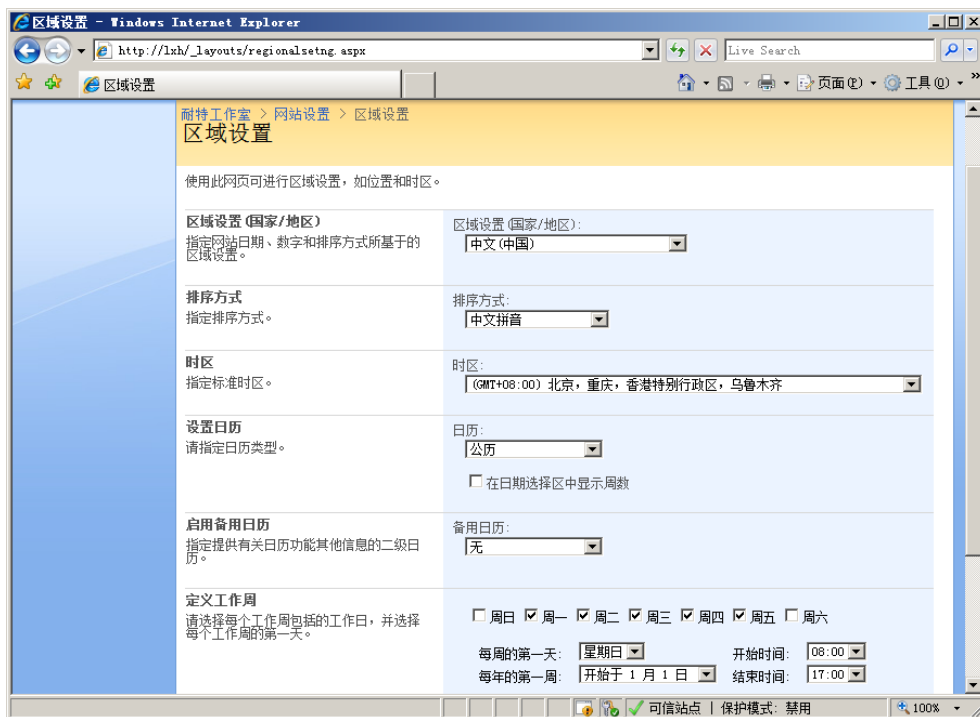 区域设置 - Windows Internet Explorer
http://lxh/_layouts/regionalsetng.aspx
Live Search
区域设置
页面(P)
工具(O)
耐特工作室 > 网站设置 > 区域设置
区域设置
使用此网页可进行区域设置，如位置和时区。
区域设置(国家/地区)
指定网站日期、数字和排序方式所基于的
区域设置。
区域设置(国家/地区):
中文(中国)
排序方式
指定排序方式。
排序方式:
中文拼音
时区
指定标准时区。
时区:
(GMT+08:00) 北京，重庆，香港特别行政区，乌鲁木齐
设置日历
请指定日历类型。
日历:
公历
在日期选择区中显示周数
启用备用日历
指定提供有关日历功能其他信息的二级日
历。
备用日历:
无
定义工作周
请选择每个工作周包括的工作日，并选择
每个工作周的第一天。
周日 周一 周二 周三 周四 周五 周六
每周的第一天: 星期日 开始时间: 08:00
每年的第一周: 开始于 1 月 1 日 结束时间: 17:00
可信站点 | 保护模式: 禁用
100%